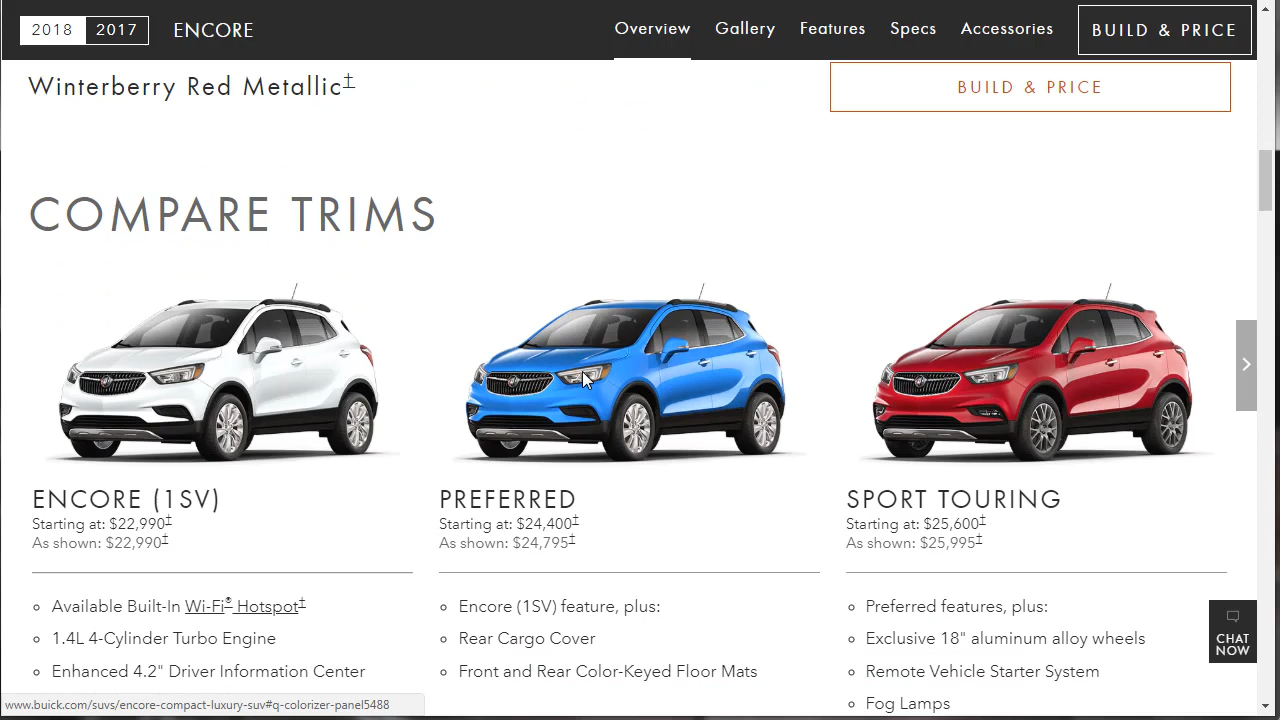 2018 2017 ENCORE Overview Gallery Features Specs Accessories BUILD & PRICE
Winterberry Red Metallic‡ BUILD & PRICE
COMPARE TRIMS
ENCORE (1SV)
Starting at: $22,990‡
As shown: $22,990‡
Available Built-In Wi-Fi® Hotspot‡
1.4L 4-Cylinder Turbo Engine
Enhanced 4.2" Driver Information Center
PREFERRED
Starting at: $24,400‡
As shown: $24,795‡
Encore (1SV) feature, plus:
Rear Cargo Cover
Front and Rear Color-Keyed Floor Mats
SPORT TOURING
Starting at: $25,600‡
As shown: $25,995‡
Preferred features, plus:
Exclusive 18" aluminum alloy wheels
Remote Vehicle Starter System
Fog Lamps
CHAT
NOW
www.buick.com/suvs/encore-compact-luxury-suv#q-colorizer-panel5488